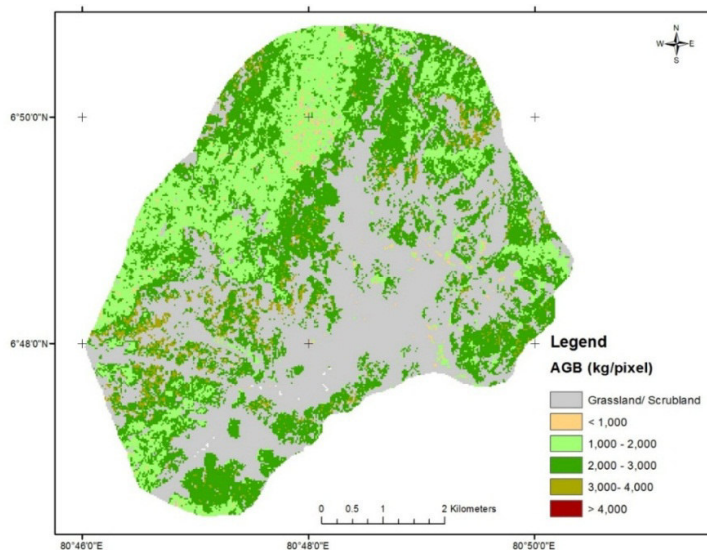 N
W E
S
6°50'0"N
6°48'0"N
Legend
AGB (kg/pixel)
Grassland/ Scrubland
< 1,000
1,000 - 2,000
2,000 - 3,000
3,000- 4,000
> 4,000
0 0.5 1 2 Kilometers
80°46'0"E 80°48'0"E 80°50'0"E